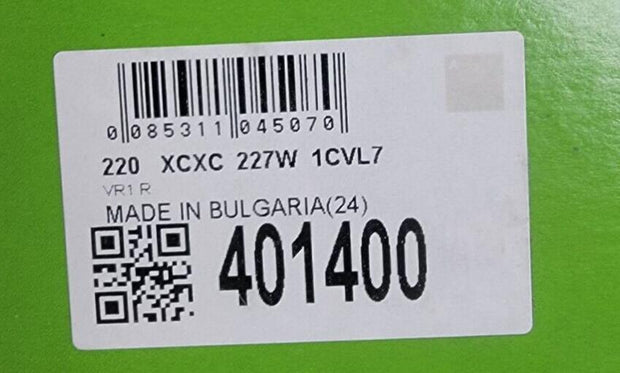 0 085311 045070
220 XCXC 227W 1CVL7
VR1 R
MADE IN BULGARIA(24)
401400